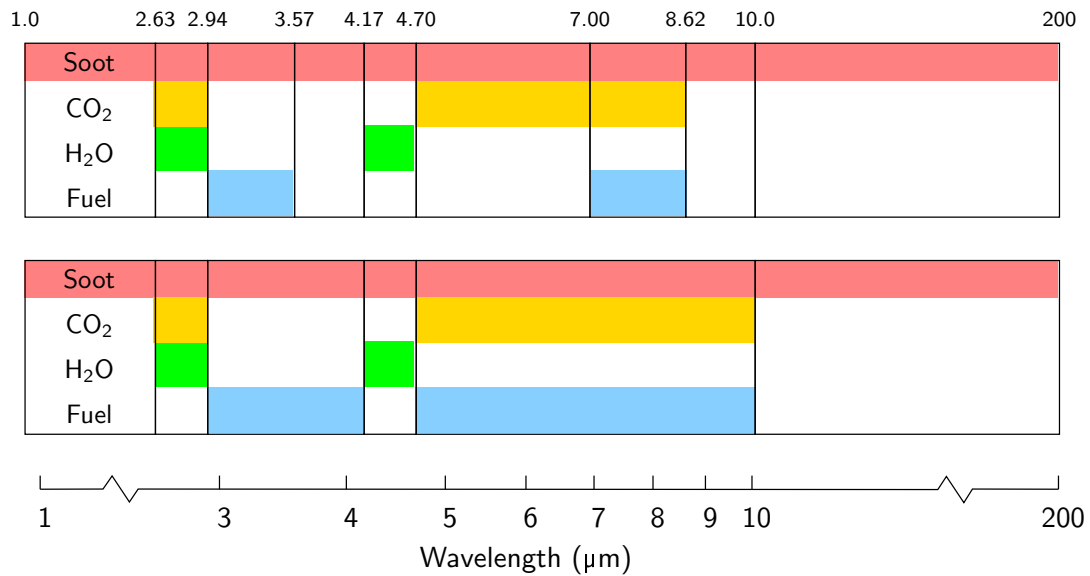 1.0 2.63 2.94 3.57 4.17 4.70 7.00 8.62 10.0 200
Soot
CO₂
H₂O
Fuel
Soot
CO₂
H₂O
Fuel
1 3 4 5 6 7 8 9 10 200
Wavelength (μm)